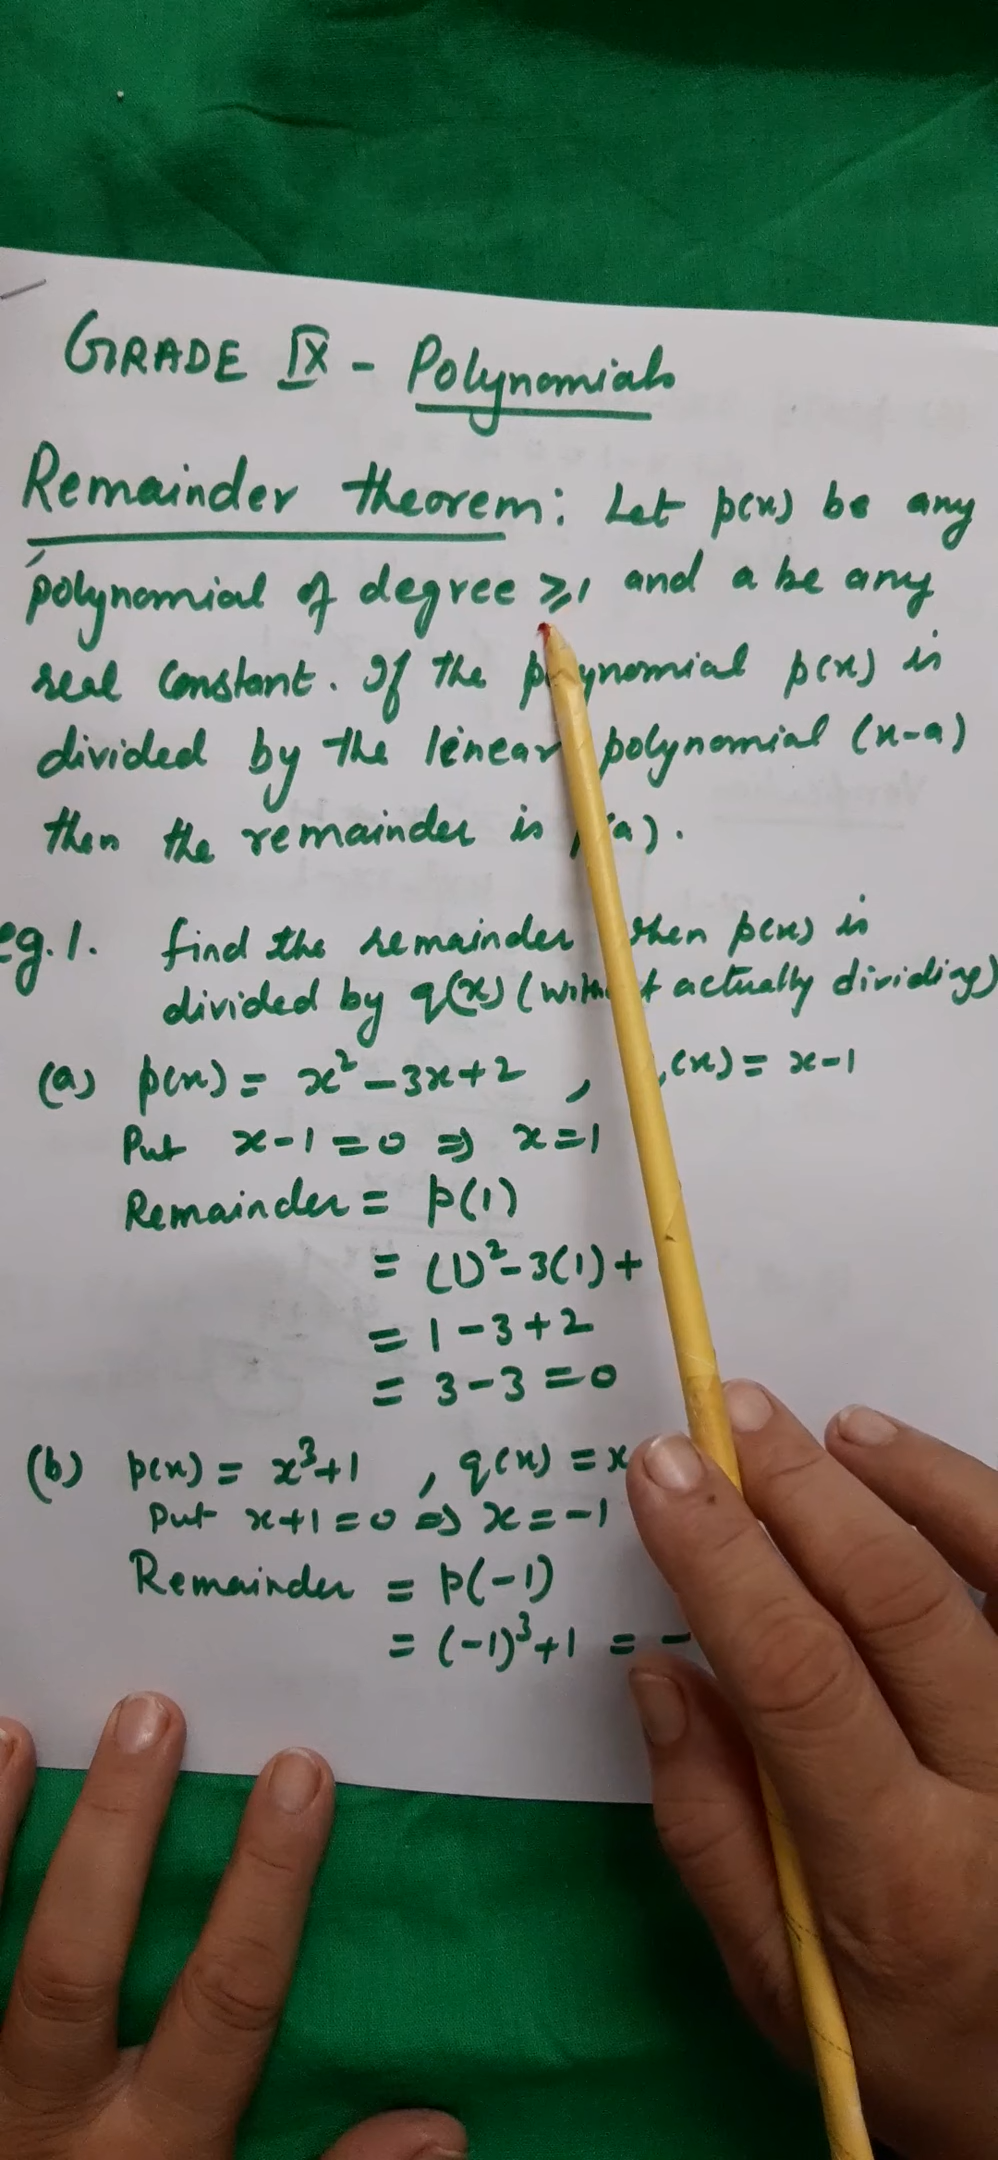 GRADE IX - Polynomials
Remainder theorem: Let p(x) be any
polynomial of degree ≥1 and a be any
real constant. If the polynomial p(x) is
divided by the linear polynomial (x-a)
then the remainder is p(a).
eg.1. find the remainder when p(x) is
divided by q(x) (without actually dividing)
(a) p(x) = x² - 3x + 2 , (x) = x-1
Put x-1 = 0 ⇒ x = 1
Remainder = p(1)
= (1)² - 3(1) +
= 1 - 3 + 2
= 3 - 3 = 0
(b) p(x) = x³+1 , q(x) = x
Put x+1 = 0 ⇒ x = -1
Remainder = p(-1)
= (-1)³+1 = -